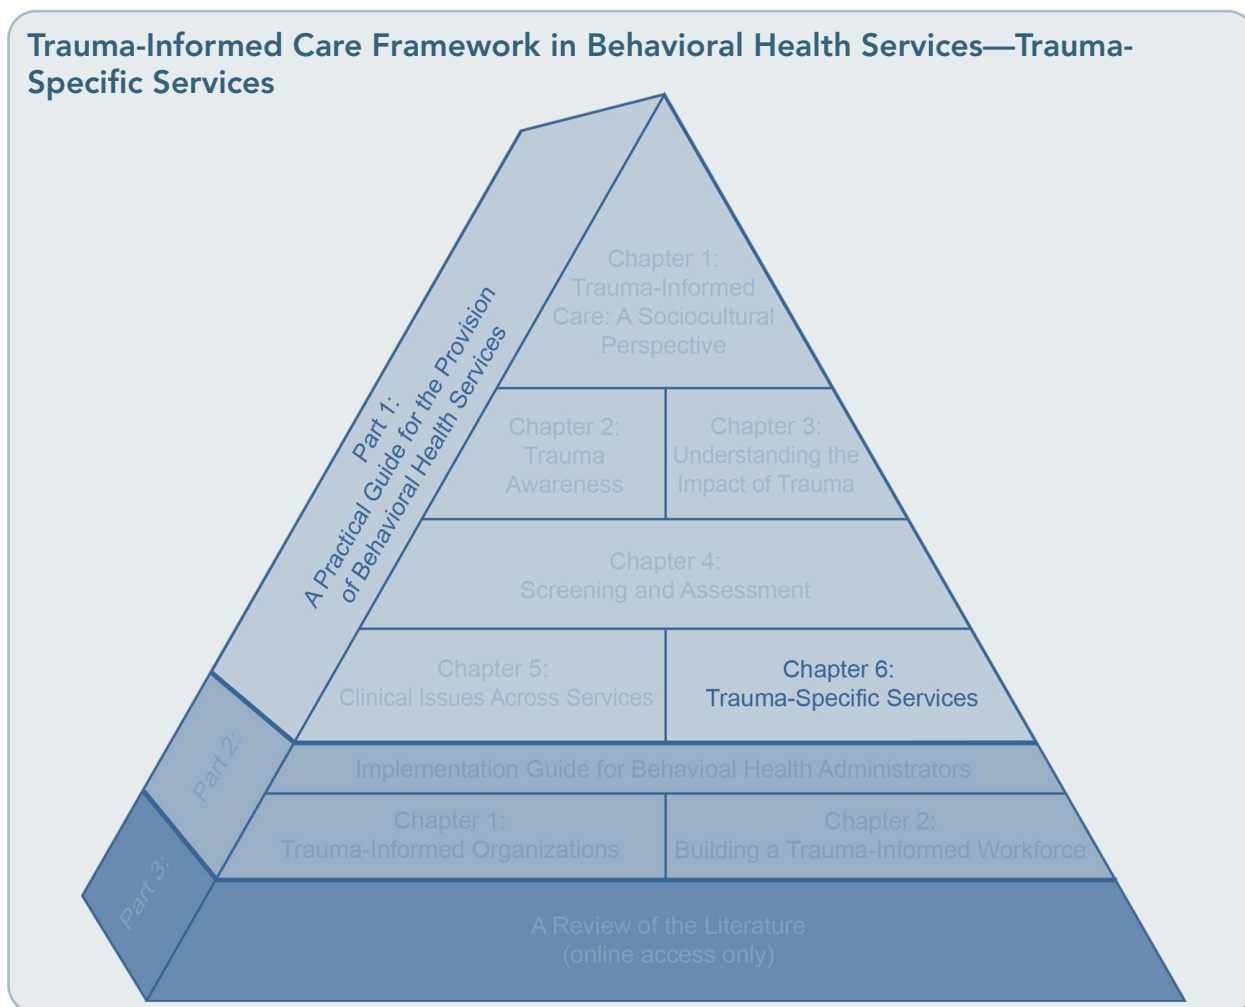 Trauma-Informed Care Framework in Behavioral Health Services—Trauma-
Specific Services
Part 1:
A Practical Guide for the Provision
of Behavioral Health Services
Chapter 1:
Trauma-Informed
Care: A Sociocultural
Perspective
Chapter 2:
Trauma
Awareness
Chapter 3:
Understanding the
Impact of Trauma
Chapter 4:
Screening and Assessment
Chapter 5:
Clinical Issues Across Services
Chapter 6:
Trauma-Specific Services
Part 2:
Implementation Guide for Behavioal Health Administrators
Chapter 1:
Trauma-Informed Organizations
Chapter 2:
Building a Trauma-Informed Workforce
Part 3:
A Review of the Literature
(online access only)